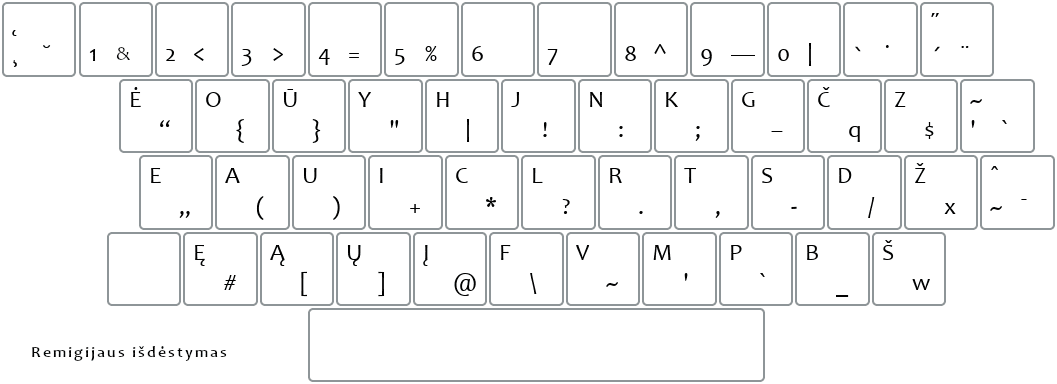 ˛ ¸ ˘ 1 & 2 < 3 > 4 = 5 % 6 7 8 ^ 9 — 0 | ` ˙ ˝ ´ ¨
Ė “ O { Ū } Y " H | J ! N : K ; G – Č q Z $ ~ ' `
E „ A ( U ) I + C * L ? R . T , S - D / Ž x ˆ ~ ¯
Ę # Ą [ Ų ] Į @ F \ V ~ M ' P ` B _ Š w
Remigijaus išdėstymas